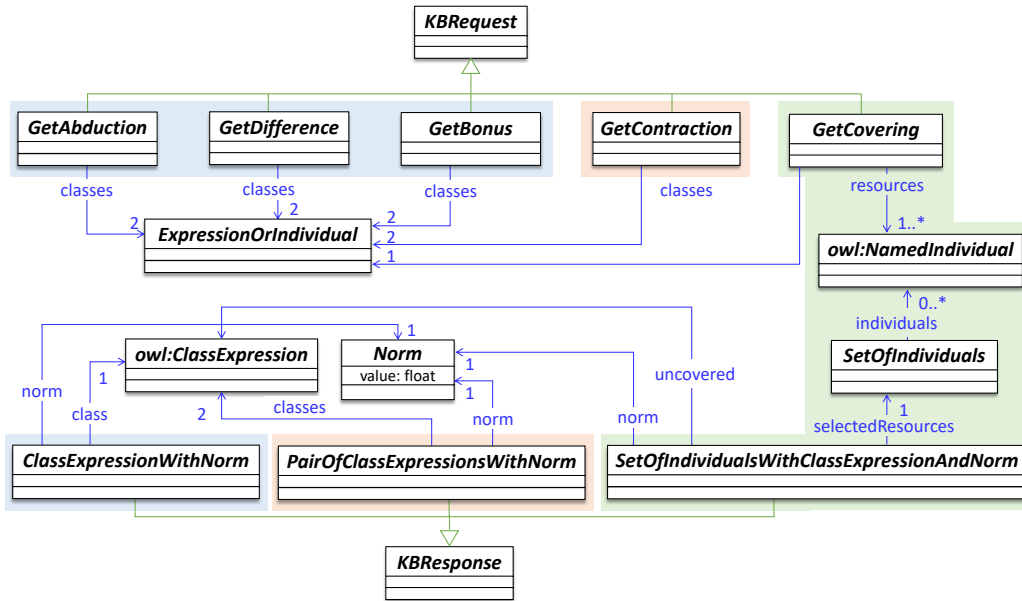 KBRequest
GetAbduction
GetDifference
GetBonus
GetContraction
GetCovering
classes
classes
classes
classes
resources
2
2
2
2
1
1..*
ExpressionOrIndividual
owl:NamedIndividual
0..*
individuals
1
owl:ClassExpression
Norm
value: float
SetOfIndividuals
1
1
1
norm
class
2
classes
norm
norm
uncovered
1
selectedResources
ClassExpressionWithNorm
PairOfClassExpressionsWithNorm
SetOfIndividualsWithClassExpressionAndNorm
KBResponse